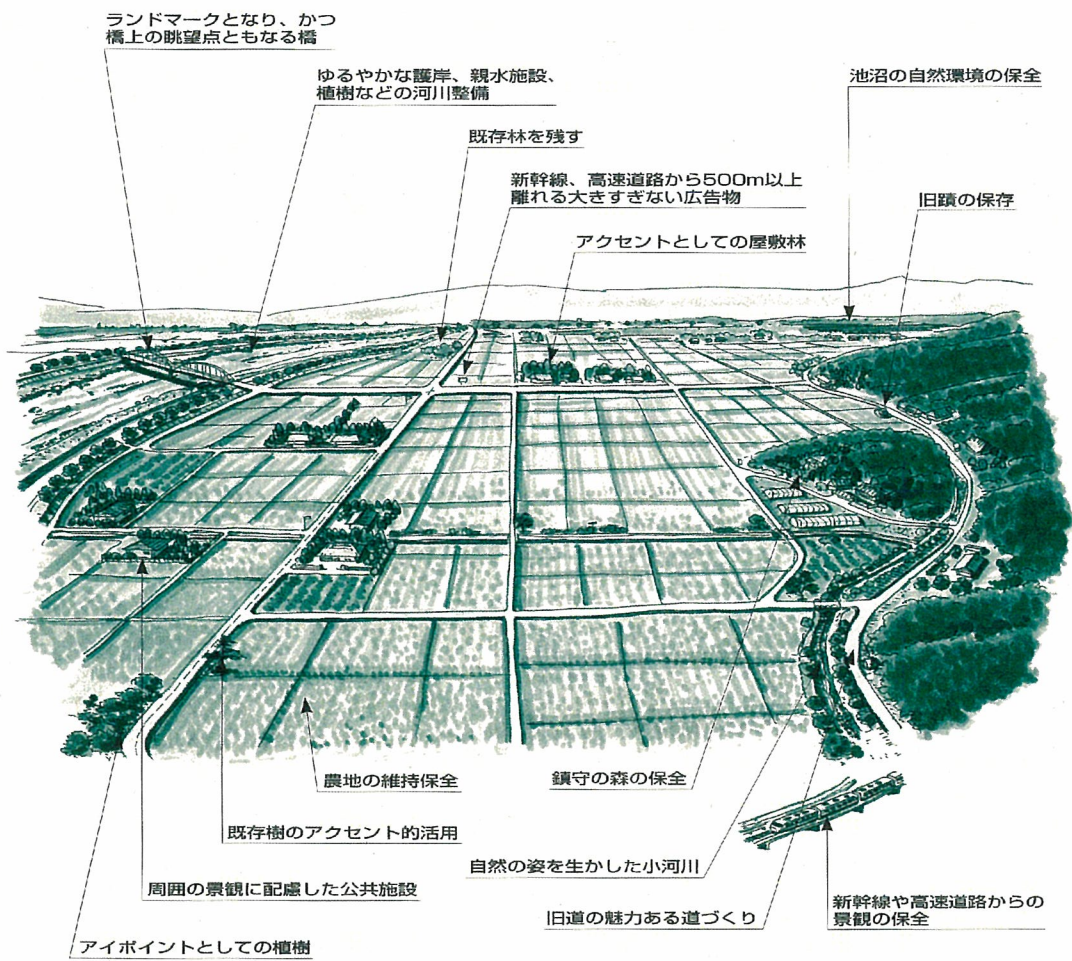 ランドマークとなり、かつ
橋上の眺望点ともなる橋
ゆるやかな護岸、親水施設、
植樹などの河川整備
池沼の自然環境の保全
既存林を残す
新幹線、高速道路から500m以上
離れる大きすぎない広告物
旧蹟の保存
アクセントとしての屋敷林
農地の維持保全
鎮守の森の保全
既存樹のアクセント的活用
自然の姿を生かした小河川
周囲の景観に配慮した公共施設
新幹線や高速道路からの
景観の保全
旧道の魅力ある道づくり
アイポイントとしての植樹